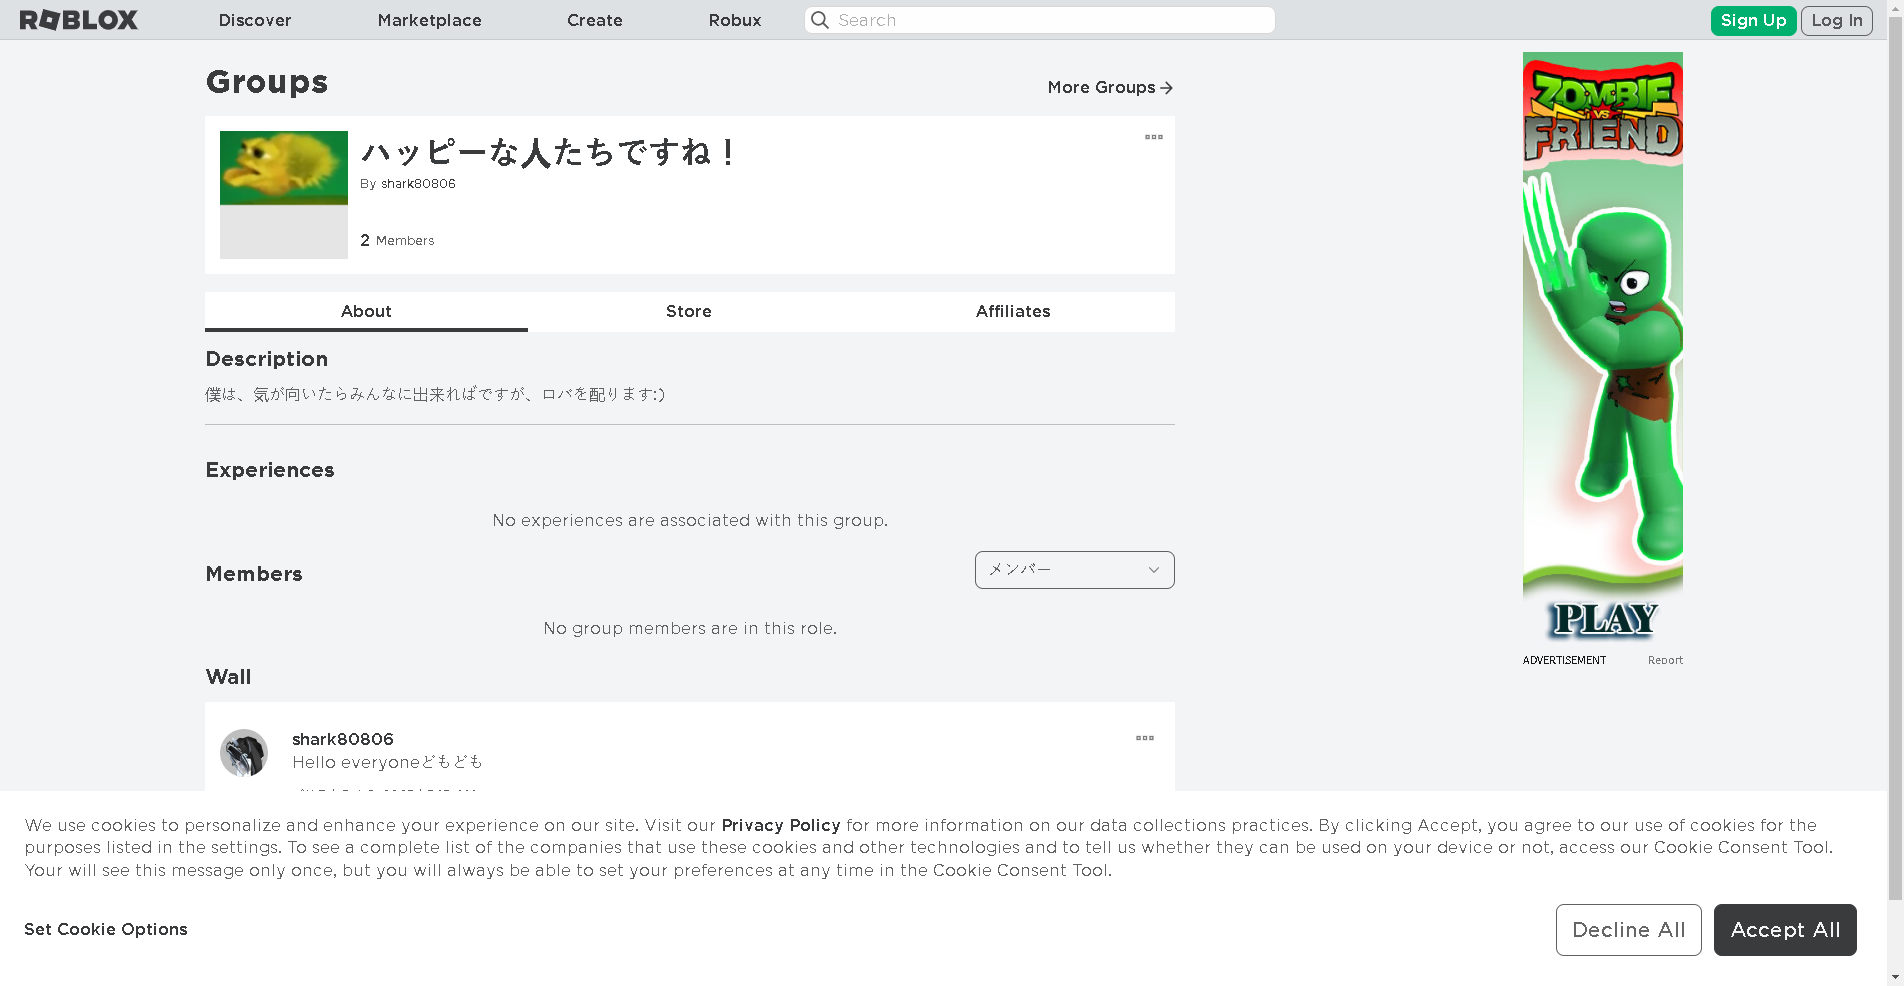 ROBLOX
Discover
Marketplace
Create
Robux
Search
Sign Up
Log In
Groups
More Groups
ハッピーな人たちですね！
By shark80806
2 Members
About
Store
Affiliates
Description
僕は、気が向いたらみんなに出来ればですが、ロバを配ります:)
Experiences
No experiences are associated with this group.
Members
メンバー
No group members are in this role.
Wall
shark80806
Hello everyoneどもども
ZOMBIE
VS
FRIEND
PLAY
ADVERTISEMENT
Report
We use cookies to personalize and enhance your experience on our site. Visit our Privacy Policy for more information on our data collections practices. By clicking Accept, you agree to our use of cookies for the
purposes listed in the settings. To see a complete list of the companies that use these cookies and other technologies and to tell us whether they can be used on your device or not, access our Cookie Consent Tool.
Your will see this message only once, but you will always be able to set your preferences at any time in the Cookie Consent Tool.
Set Cookie Options
Decline All
Accept All